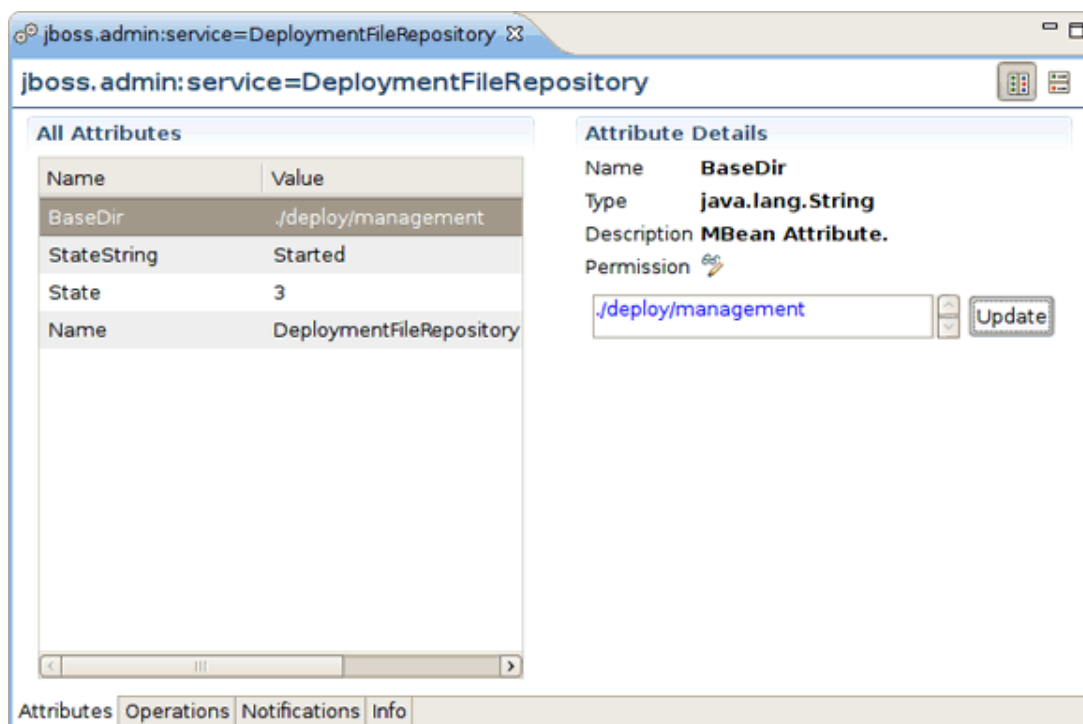 jboss.admin:service=DeploymentFileRepository
jboss.admin:service=DeploymentFileRepository
All Attributes
Name Value
BaseDir ./deploy/management
StateString Started
State 3
Name DeploymentFileRepository
Attribute Details
Name BaseDir
Type java.lang.String
Description MBean Attribute.
Permission
./deploy/management
Update
Attributes Operations Notifications Info